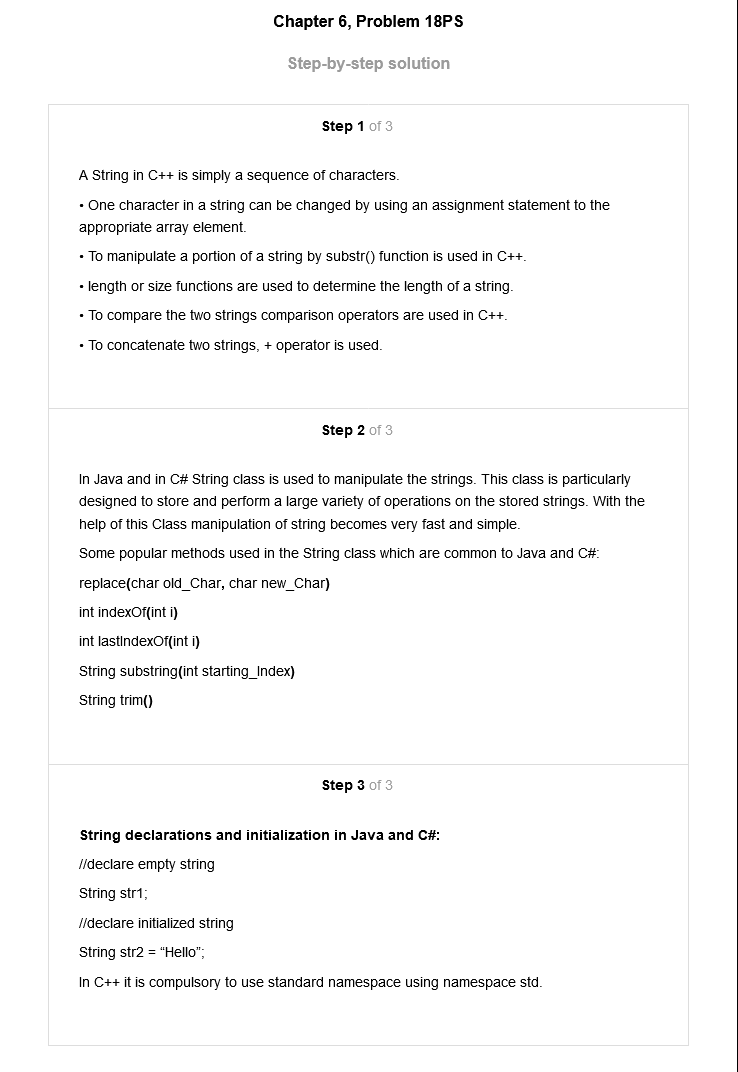 Chapter 6, Problem 18PS
Step-by-step solution
Step 1 of 3
A String in C++ is simply a sequence of characters.
• One character in a string can be changed by using an assignment statement to the
appropriate array element.
• To manipulate a portion of a string by substr() function is used in C++.
• length or size functions are used to determine the length of a string.
• To compare the two strings comparison operators are used in C++.
• To concatenate two strings, + operator is used.
Step 2 of 3
In Java and in C# String class is used to manipulate the strings. This class is particularly
designed to store and perform a large variety of operations on the stored strings. With the
help of this Class manipulation of string becomes very fast and simple.
Some popular methods used in the String class which are common to Java and C#:
replace(char old_Char, char new_Char)
int indexOf(int i)
int lastIndexOf(int i)
String substring(int starting_Index)
String trim()
Step 3 of 3
String declarations and initialization in Java and C#:
//declare empty string
String str1;
//declare initialized string
String str2 = “Hello”;
In C++ it is compulsory to use standard namespace using namespace std.